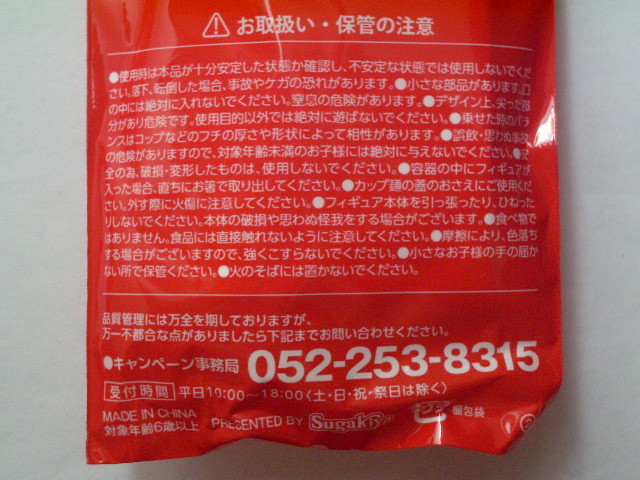 お取扱い・保管の注意
●使用時は本品が十分安定した状態か確認し、不安定な状態では使用しないでくだ
さい。落下、転倒した場合、事故やケガの恐れがあります。●小さな部品があります。口
の中には絶対に入れないでください。窒息の危険があります。●デザイン上、尖った部
分があり危険です。使用目的以外では絶対に遊ばないでください。●乗せた時のバラ
ンスはコップなどのフチの厚さや形状によって相性があります。●誤飲・思わぬ事故
の危険がありますので、対象年齢未満のお子様には絶対に与えないでください。●安
全の為、破損・変形したものは、使用しないでください。●容器の中にフィギュアが
入った場合、直ちにお箸で取り出してください。●カップ麺の蓋のおさえにご使用くだ
さい。外す際に火傷に注意してください。●フィギュア本体を引っ張ったり、ひねった
りしないでください。本体の破損や思わぬ怪我をする場合がございます。●食べ物で
はありません。食品には直接触れないように注意してください。●摩擦により、色落ち
する場合がございますので、強くこすらないでください。●小さなお子様の手の届か
ない所で保管ください。●火のそばには置かないでください。
品質管理には万全を期しておりますが、
万一不都合な点がありましたら下記までお問い合わせください。
●キャンペーン事務局 052-253-8315
受付時間 平日10:00～18:00（土・日・祝・祭日は除く）
MADE IN CHINA
対象年齢6歳以上 PRESENTED BY Sugakiya プラ 梱包袋